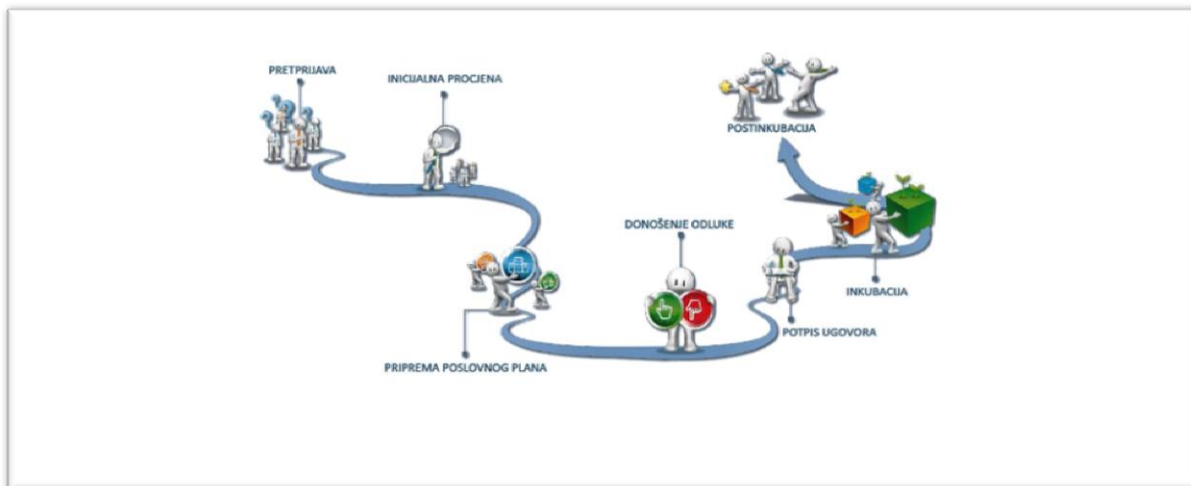 PRETPRIJAVA
INICIJALNA PROCJENA
PRIPREMA POSLOVNOG PLANA
DONOŠENJE ODLUKE
POTPIS UGOVORA
INKUBACIJA
POSTINKUBACIJA